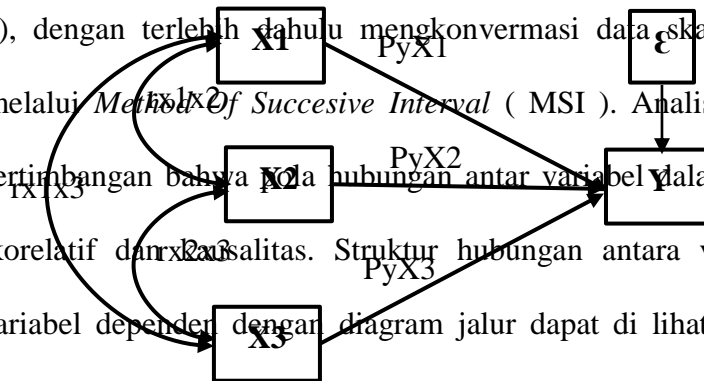 ), dengan terlebih dahulu mengkonvermasi data ska
melalui Method Of Succesive Interval ( MSI ). Analis
ertimbangan bahwa pola hubungan antar variabel dala
korelatif dan kausalitas. Struktur hubungan antara v
ariabel dependen dengan diagram jalur dapat di lihat
X1
PyX1
ε
rx1x2
PyX2
X2
Y
rx1x3
rx2x3
PyX3
X3